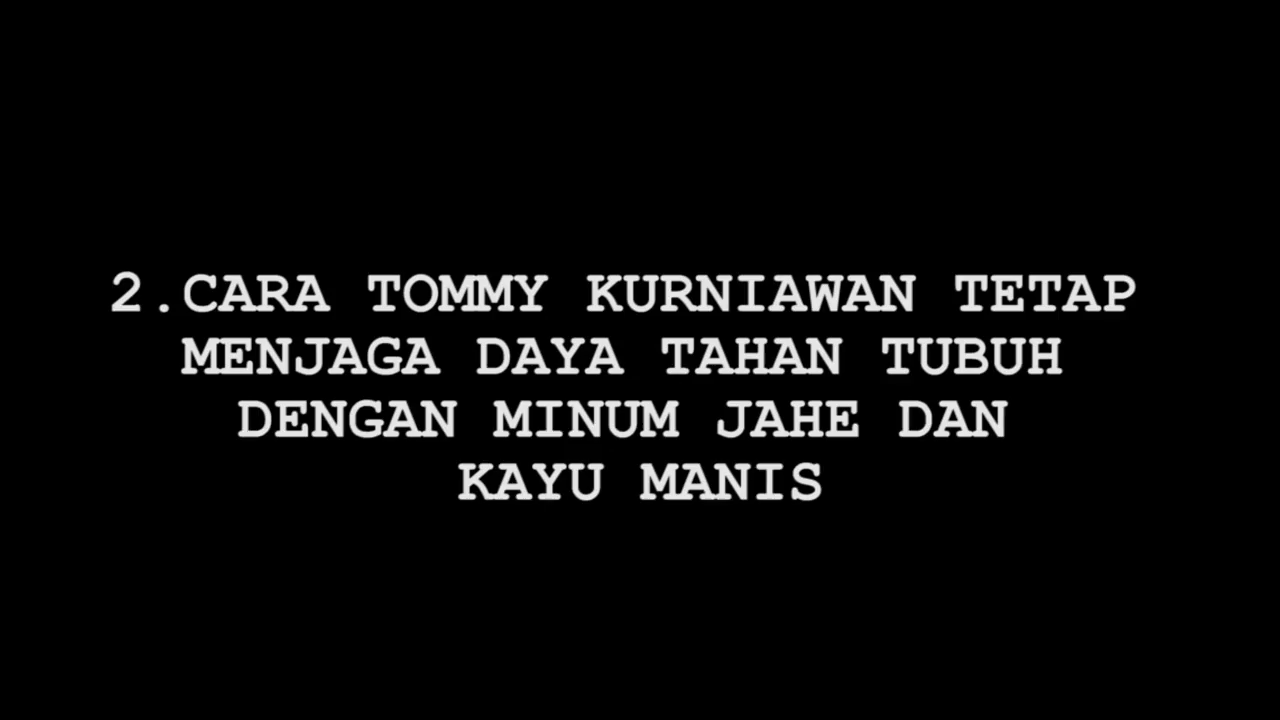 2.CARA TOMMY KURNIAWAN TETAP
MENJAGA DAYA TAHAN TUBUH
DENGAN MINUM JAHE DAN
KAYU MANIS